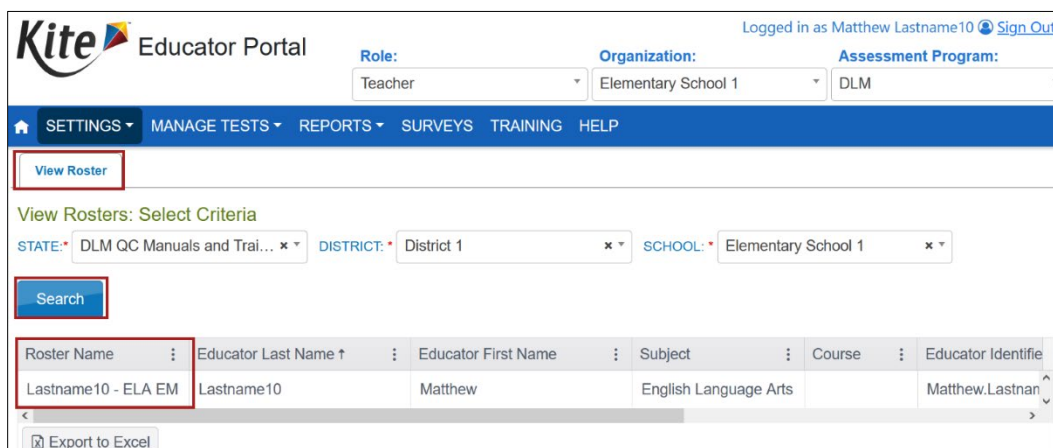 Logged in as Matthew Lastname10 Sign Out
Kite Educator Portal
Role: Organization: Assessment Program:
Teacher Elementary School 1 DLM
SETTINGS MANAGE TESTS REPORTS SURVEYS TRAINING HELP
View Roster
View Rosters: Select Criteria
STATE:* DLM QC Manuals and Trai... × DISTRICT: * District 1 × SCHOOL: * Elementary School 1 ×
Search
Roster Name Educator Last Name ↑ Educator First Name Subject Course Educator Identifie
Lastname10 - ELA EM Lastname10 Matthew English Language Arts Matthew.Lastnam
Export to Excel